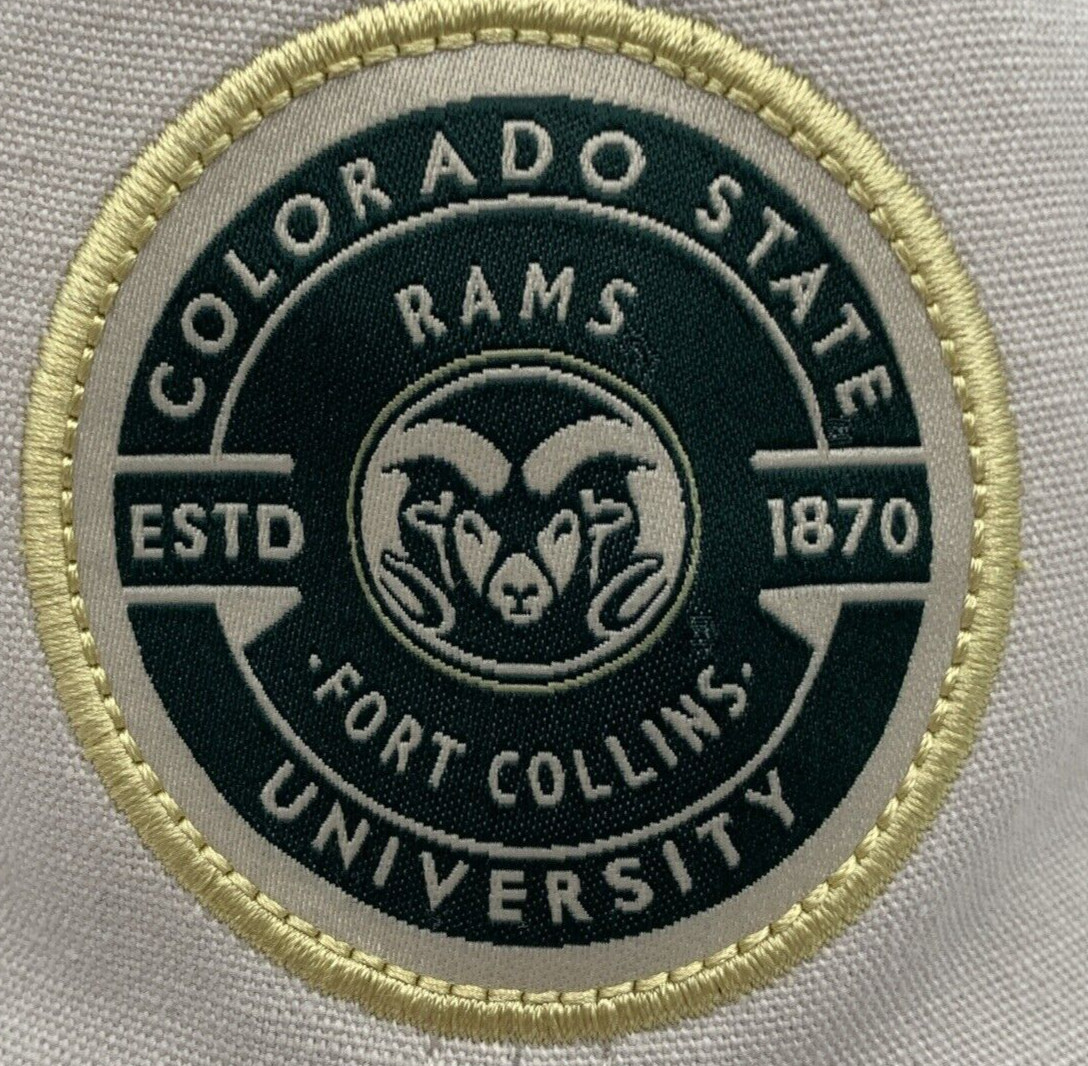 COLORADO STATE
RAMS
ESTD 1870
·FORT COLLINS·
UNIVERSITY